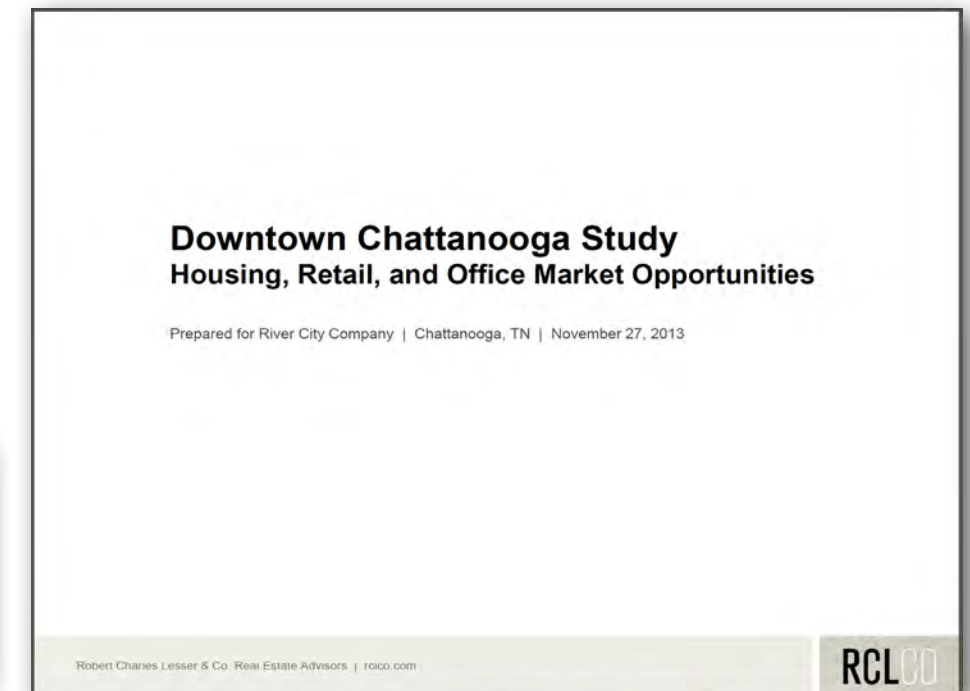 Downtown Chattanooga Study
Housing, Retail, and Office Market Opportunities
Prepared for River City Company | Chattanooga, TN | November 27, 2013
Robert Charles Lesser & Co. Real Estate Advisors | rclco.com
RCLCO